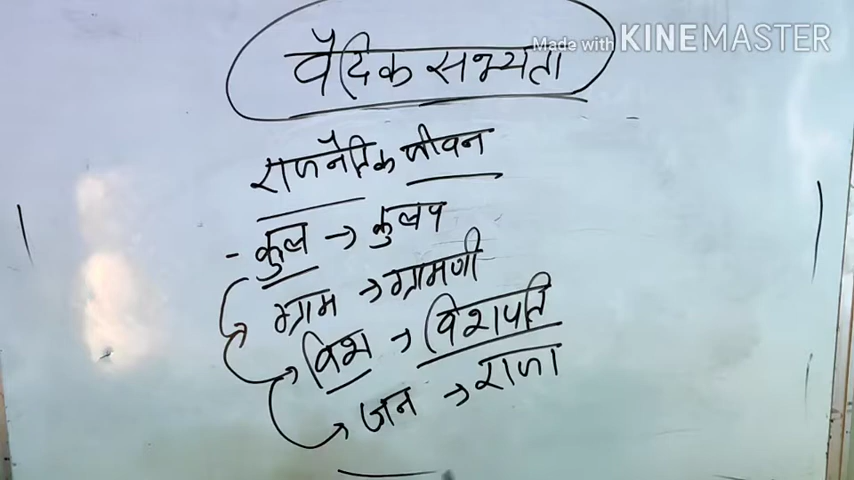 Made with KINEMASTER
वैदिक सभ्यता
राजनैतिक जीवन
- कुल → कुलप
ग्राम → ग्रामणी
विश → विशपति
जन → राजा